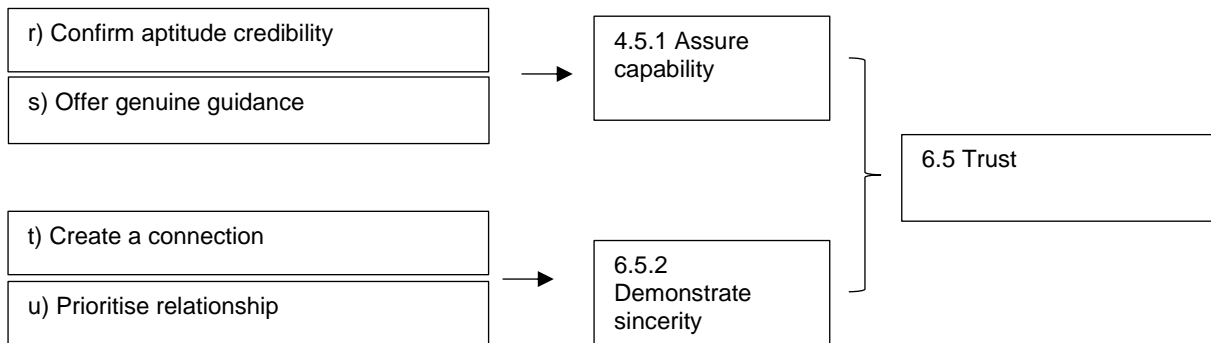 r) Confirm aptitude credibility
s) Offer genuine guidance
4.5.1 Assure
capability
6.5 Trust
t) Create a connection
u) Prioritise relationship
6.5.2
Demonstrate
sincerity